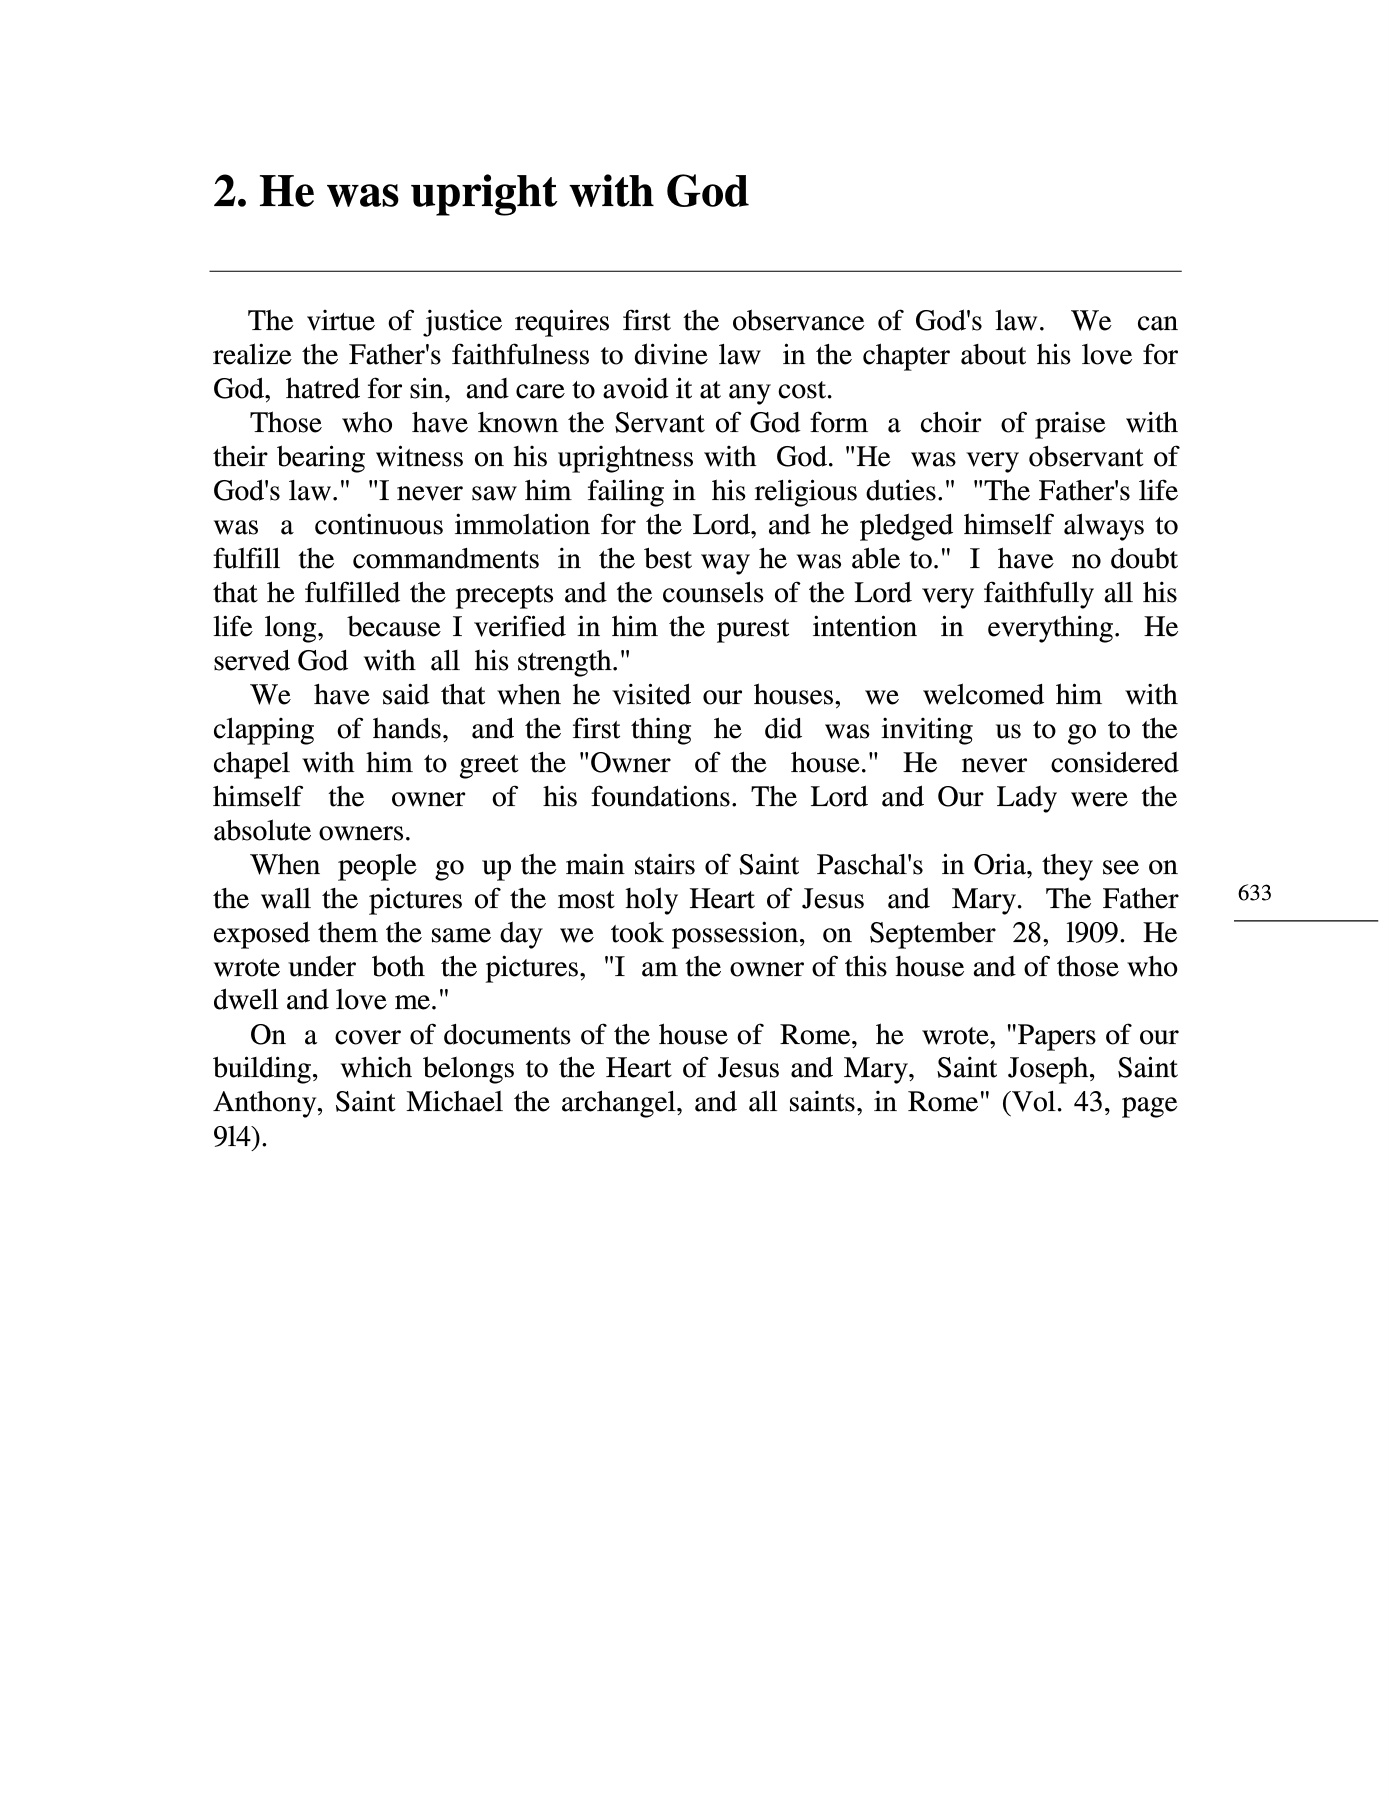 2. He was upright with God
The virtue of justice requires first the observance of God's law. We can
realize the Father's faithfulness to divine law in the chapter about his love for
God, hatred for sin, and care to avoid it at any cost.
Those who have known the Servant of God form a choir of praise with
their bearing witness on his uprightness with God. "He was very observant of
God's law." "I never saw him failing in his religious duties." "The Father's life
was a continuous immolation for the Lord, and he pledged himself always to
fulfill the commandments in the best way he was able to." I have no doubt
that he fulfilled the precepts and the counsels of the Lord very faithfully all his
life long, because I verified in him the purest intention in everything. He
served God with all his strength."
We have said that when he visited our houses, we welcomed him with
clapping of hands, and the first thing he did was inviting us to go to the
chapel with him to greet the "Owner of the house." He never considered
himself the owner of his foundations. The Lord and Our Lady were the
absolute owners.
When people go up the main stairs of Saint Paschal's in Oria, they see on
the wall the pictures of the most holy Heart of Jesus and Mary. The Father
exposed them the same day we took possession, on September 28, l909. He
wrote under both the pictures, "I am the owner of this house and of those who
dwell and love me."
On a cover of documents of the house of Rome, he wrote, "Papers of our
building, which belongs to the Heart of Jesus and Mary, Saint Joseph, Saint
Anthony, Saint Michael the archangel, and all saints, in Rome" (Vol. 43, page
9l4).
633